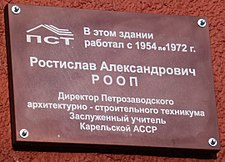 ПСТ
В этом здании
работал с 1954 по 1972 г.
Ростислав Александрович
РООП
Директор Петрозаводского
архитектурно - строительного техникума
Заслуженный учитель
Карельской АССР